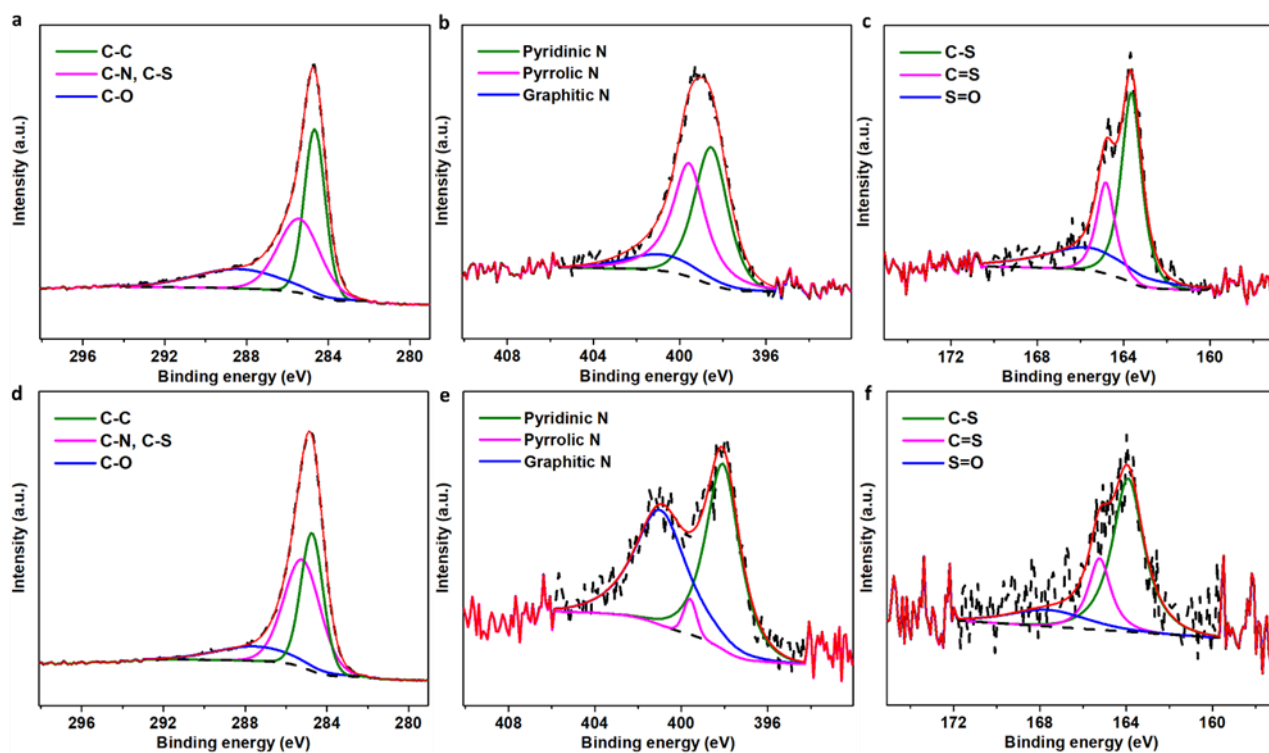 a
C-C
C-N, C-S
C-O
Intensity (a.u.)
296 292 288 284 280
Binding energy (eV)
b
Pyridinic N
Pyrrolic N
Graphitic N
Intensity (a.u.)
408 404 400 396
Binding energy (eV)
c
C-S
C=S
S=O
Intensity (a.u.)
172 168 164 160
Binding energy (eV)
d
C-C
C-N, C-S
C-O
Intensity (a.u.)
296 292 288 284 280
Binding energy (eV)
e
Pyridinic N
Pyrrolic N
Graphitic N
Intensity (a.u.)
408 404 400 396
Binding energy (eV)
f
C-S
C=S
S=O
Intensity (a.u.)
172 168 164 160
Binding energy (eV)